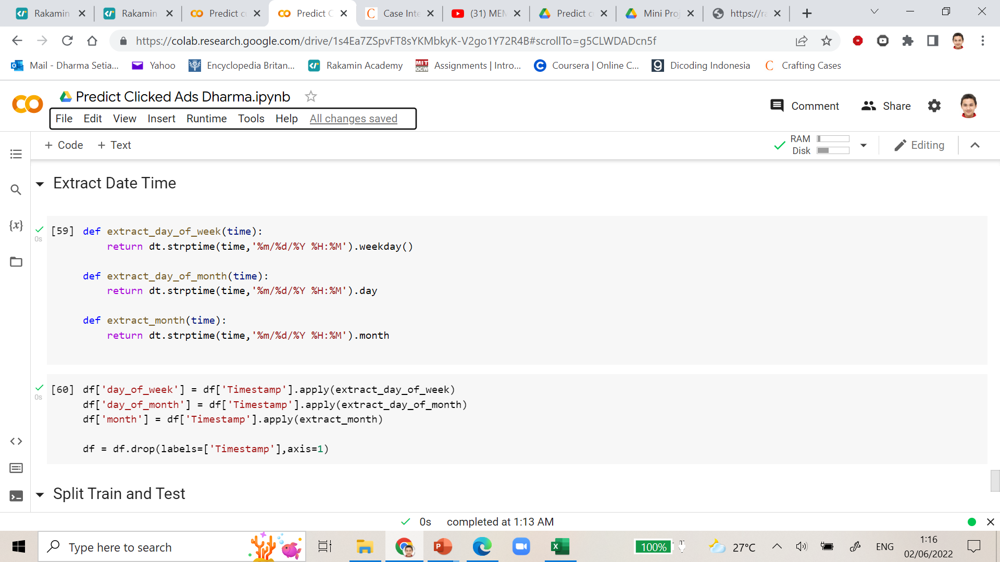 Rakamin
Rakamin
Predict c
Predict C
Case Inte
(31) MEM
Predict c
Mini Proj
https://ra
https://colab.research.google.com/drive/1s4Ea7ZSpvFT8sYKMbkyK-V2go1Y72R4B#scrollTo=g5CLWDADcn5f
Mail - Dharma Setia...
Yahoo
Encyclopedia Britan...
Rakamin Academy
MIT OCW
Assignments | Intro...
Coursera | Online C...
Dicoding Indonesia
Crafting Cases
Predict Clicked Ads Dharma.ipynb
File Edit View Insert Runtime Tools Help All changes saved
Comment
Share
+ Code + Text
RAM
Disk
Editing
Extract Date Time
[59] def extract_day_of_week(time):
return dt.strptime(time,'%m/%d/%Y %H:%M').weekday()
def extract_day_of_month(time):
return dt.strptime(time,'%m/%d/%Y %H:%M').day
def extract_month(time):
return dt.strptime(time,'%m/%d/%Y %H:%M').month
0s
[60] df['day_of_week'] = df['Timestamp'].apply(extract_day_of_week)
df['day_of_month'] = df['Timestamp'].apply(extract_day_of_month)
df['month'] = df['Timestamp'].apply(extract_month)
df = df.drop(labels=['Timestamp'],axis=1)
0s
Split Train and Test
0s completed at 1:13 AM
Type here to search
100%
27°C
ENG
1:16
02/06/2022